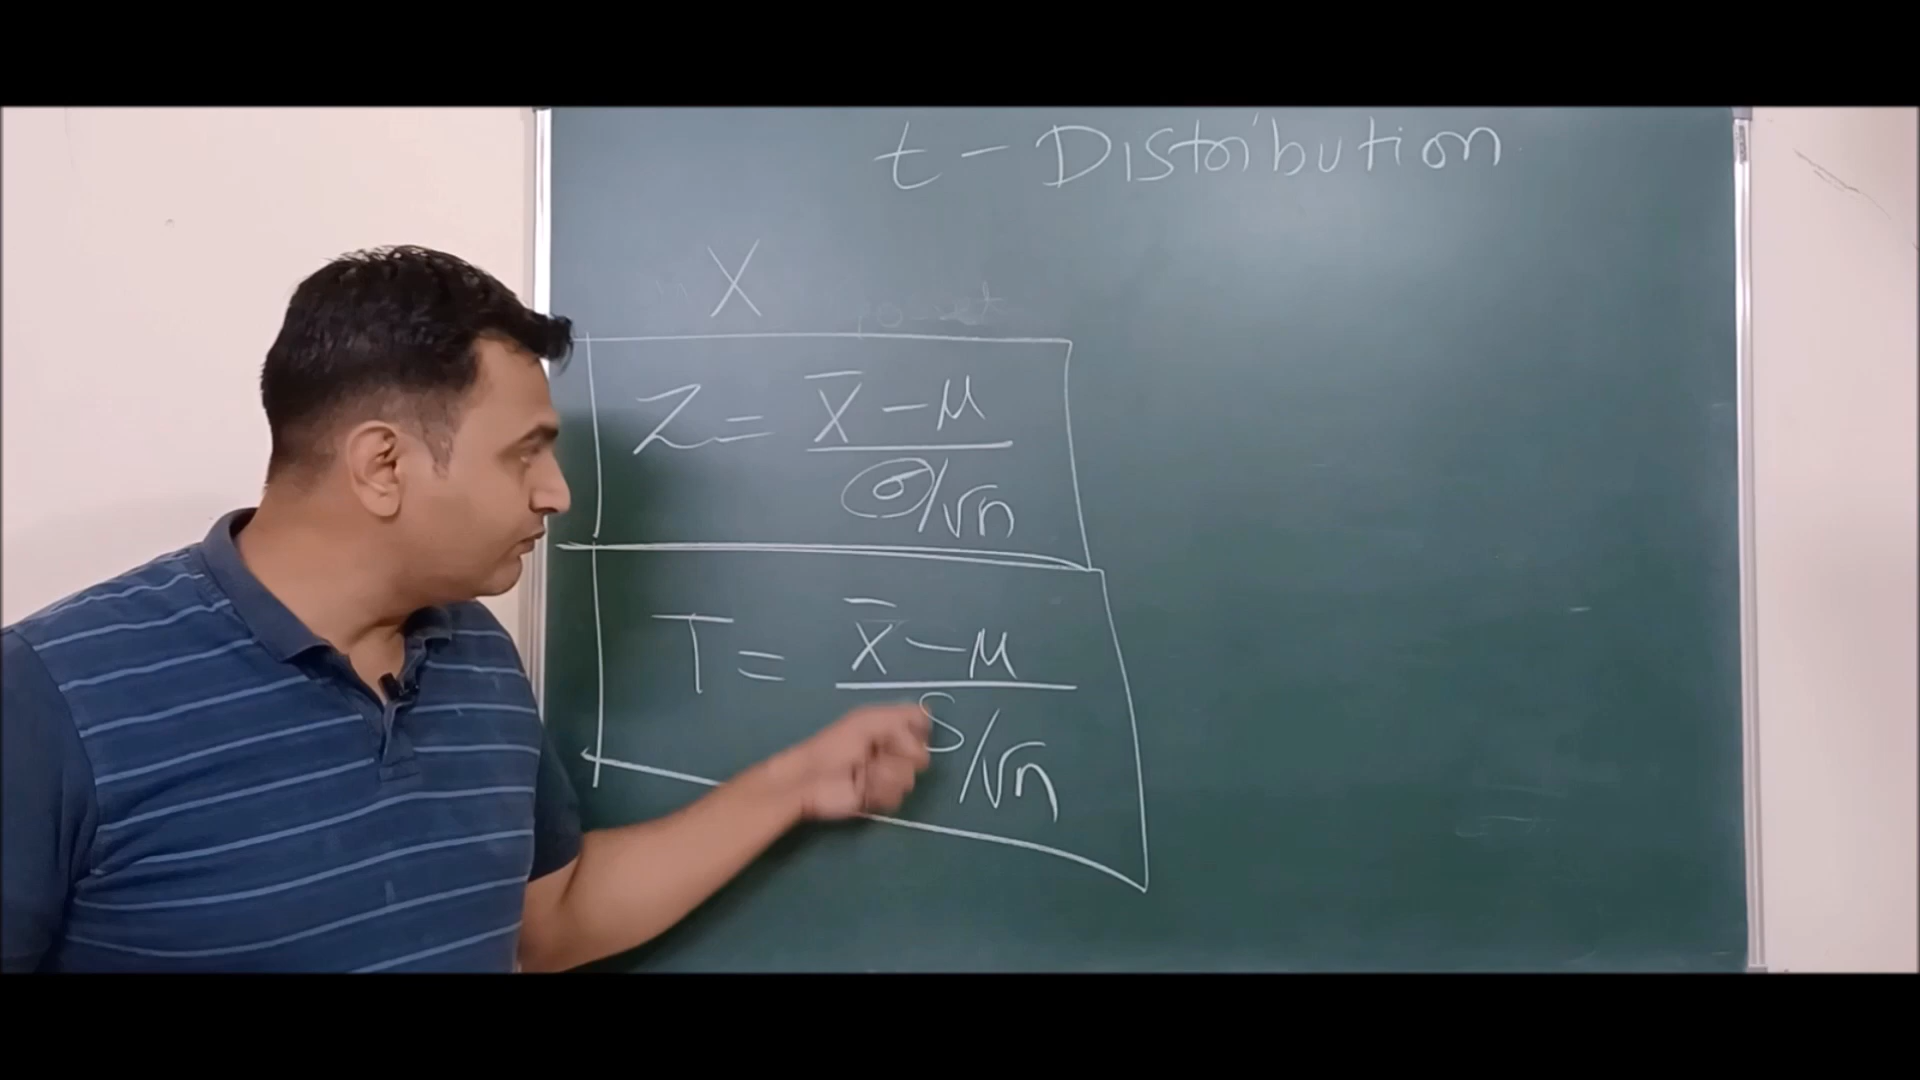 t - Distribution
X
Z = X̅ - μ
σ/√n
T = X̅ - μ
S/√n